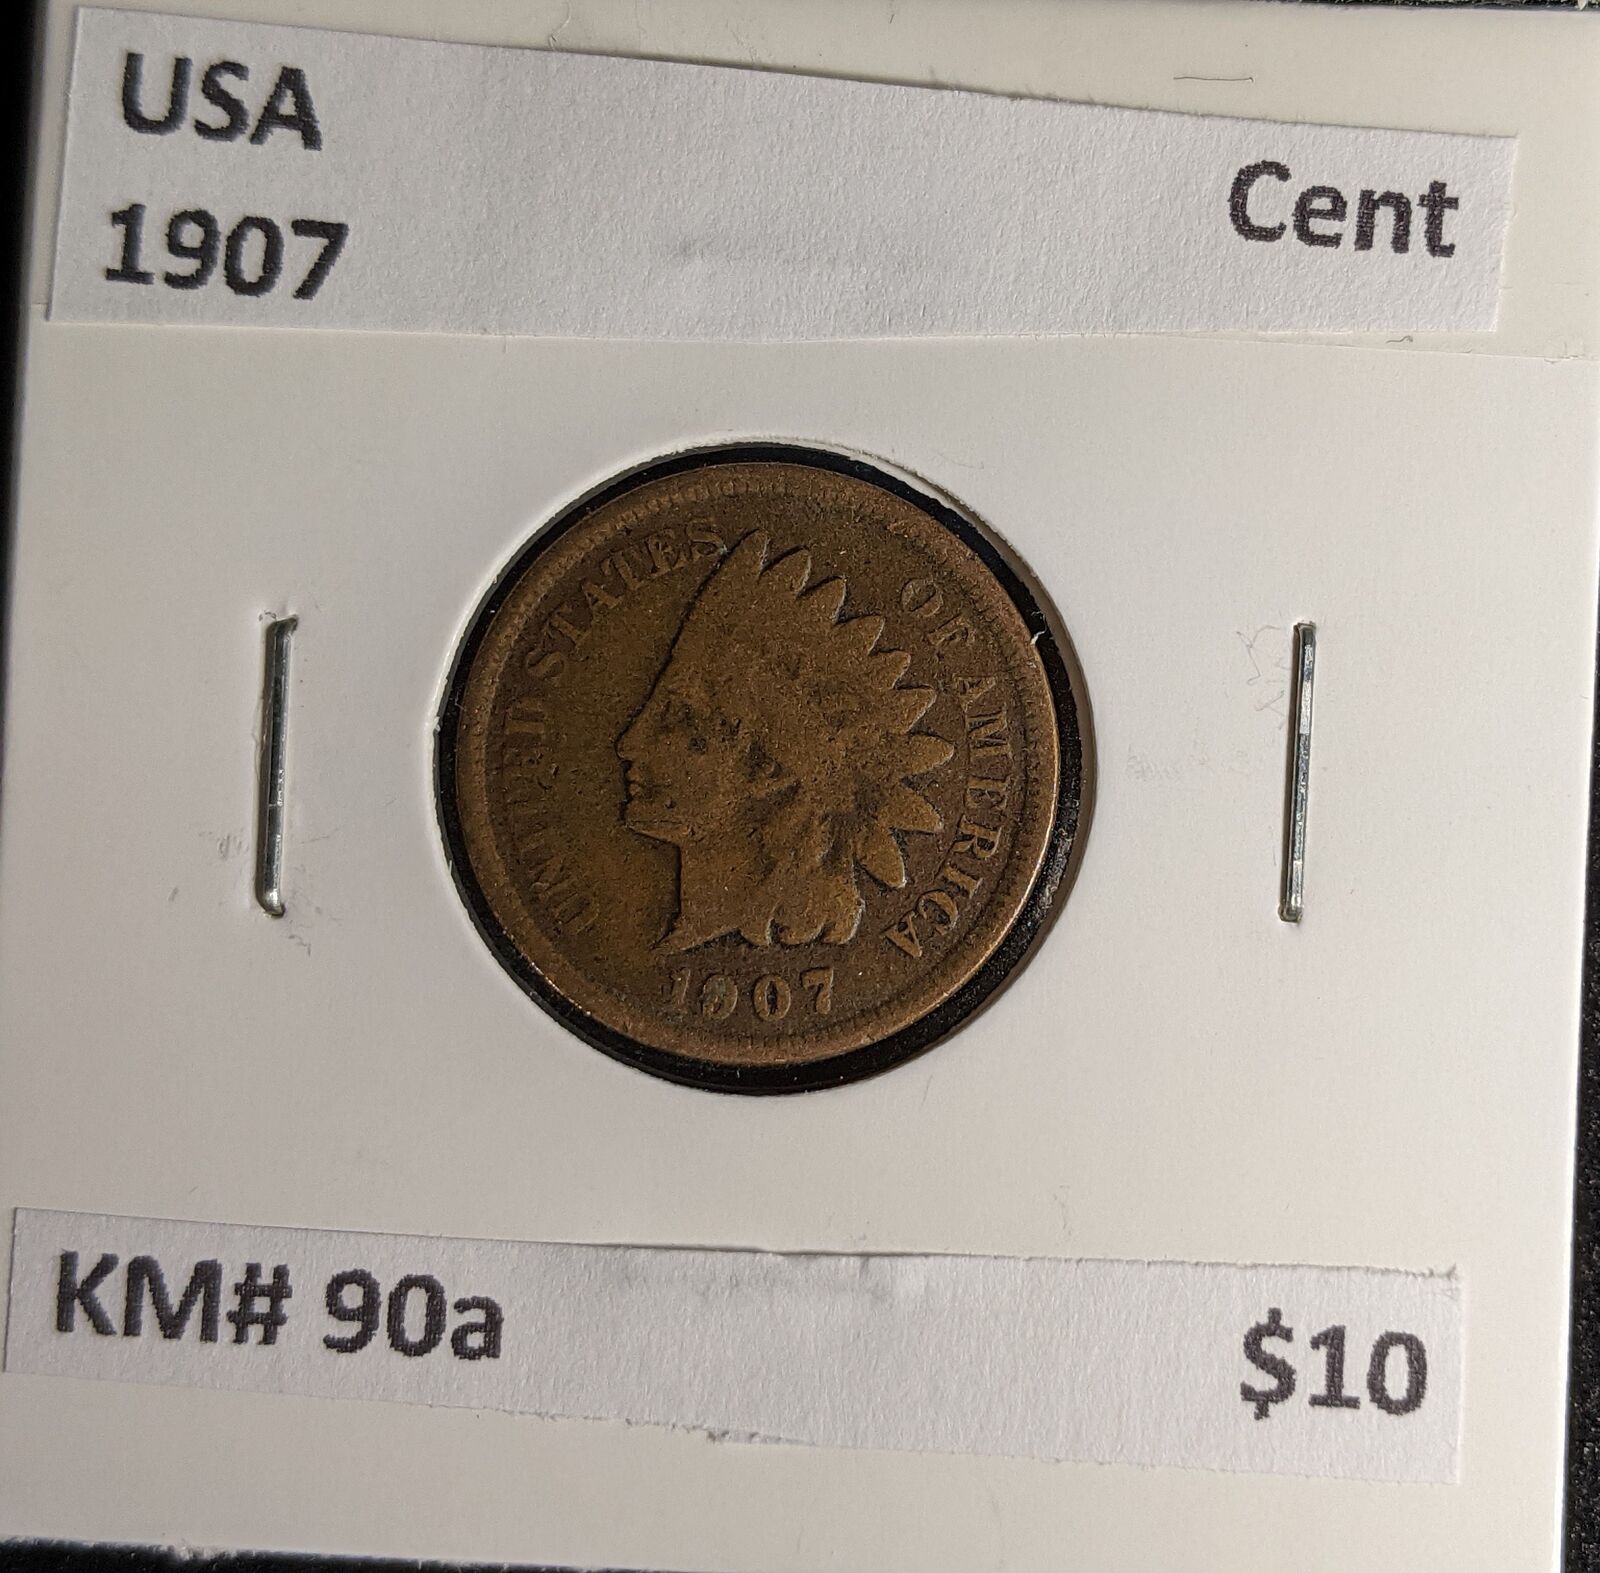 USA
1907
Cent
UNITED STATES OF AMERICA
1907
KM# 90a
$10